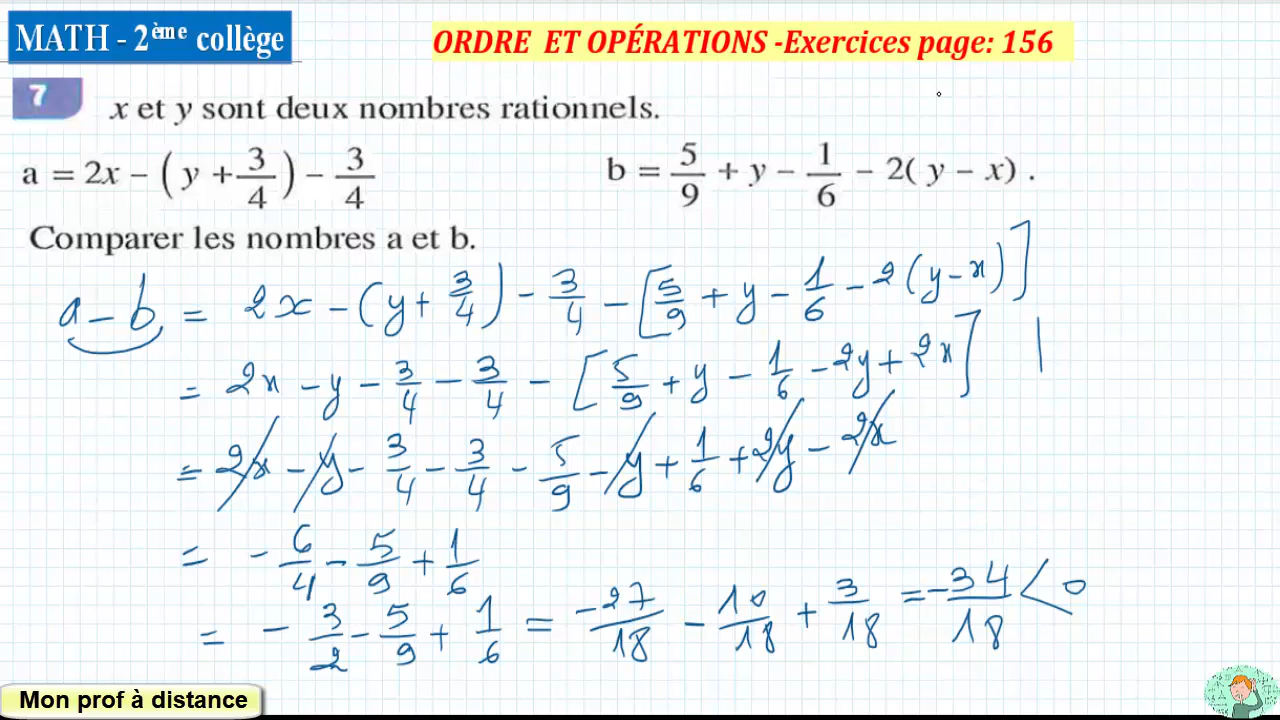 MATH - 2ème collège
ORDRE ET OPÉRATIONS -Exercices page: 156
7
x et y sont deux nombres rationnels.
a = 2x - ( y + 3/4 ) - 3/4 b = 5/9 + y - 1/6 - 2( y - x) .
Comparer les nombres a et b.
a - b = 2x - (y + 3/4) - 3/4 - [5/9 + y - 1/6 - 2(y - x)]
= 2x - y - 3/4 - 3/4 - [5/9 + y - 1/6 - 2y + 2x] |
= 2x - y - 3/4 - 3/4 - 5/9 - y + 1/6 + 2y - 2x
= - 6/4 - 5/9 + 1/6
= - 3/2 - 5/9 + 1/6 = -27/18 - 10/18 + 3/18 = -34/18 < 0
Mon prof à distance